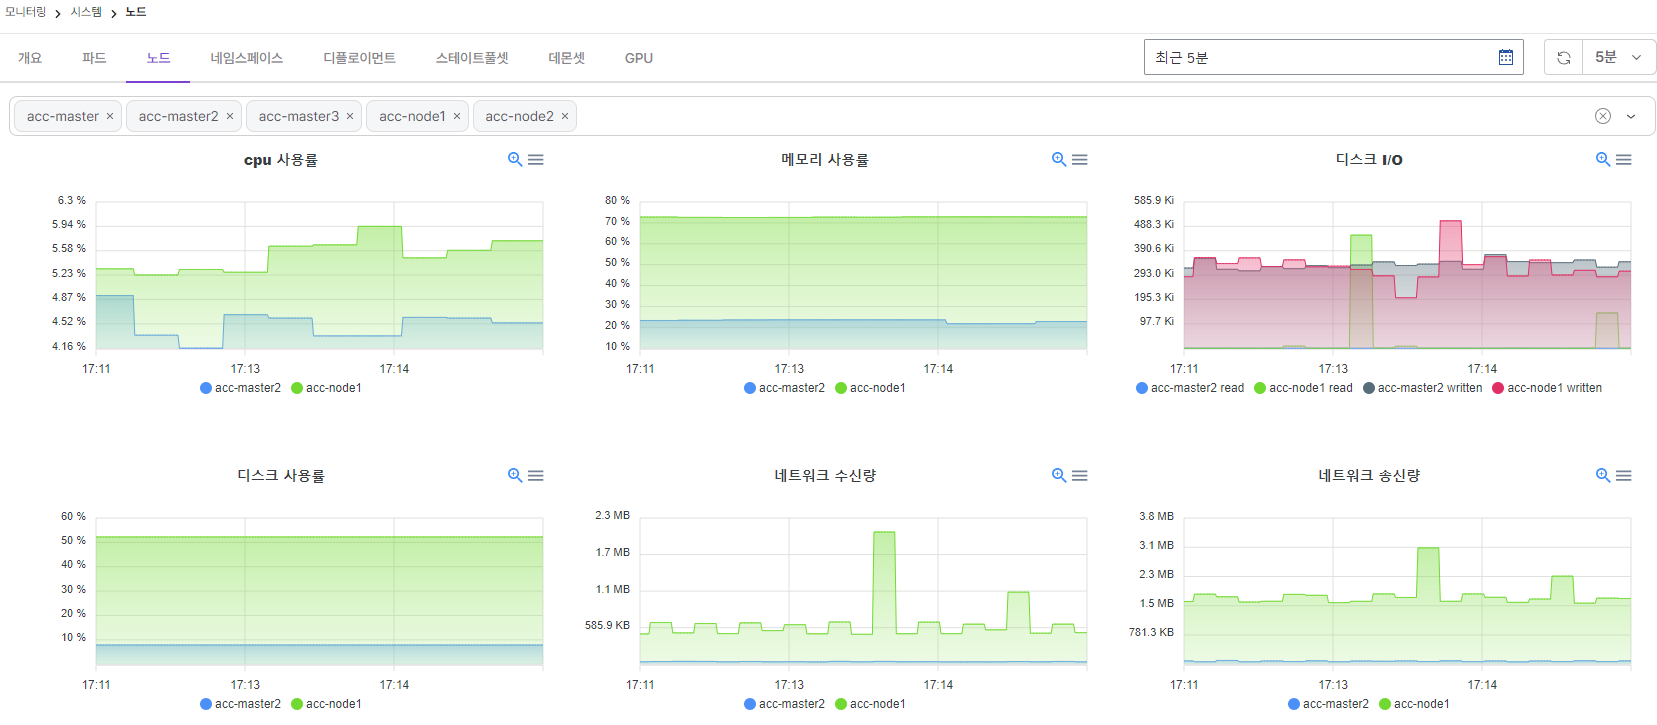 모니터링 > 시스템 > 노드
개요 파드 노드 네임스페이스 디플로이먼트 스테이트풀셋 데몬셋 GPU 최근 5분 5분
acc-master × acc-master2 × acc-master3 × acc-node1 × acc-node2 ×
cpu 사용률
6.3 %
5.94 %
5.58 %
5.23 %
4.87 %
4.52 %
4.16 %
17:11 17:13 17:14
acc-master2 acc-node1
메모리 사용률
80 %
70 %
60 %
50 %
40 %
30 %
20 %
10 %
17:11 17:13 17:14
acc-master2 acc-node1
디스크 I/O
585.9 Ki
488.3 Ki
390.6 Ki
293.0 Ki
195.3 Ki
97.7 Ki
17:11 17:13 17:14
acc-master2 read acc-node1 read acc-master2 written acc-node1 written
디스크 사용률
60 %
50 %
40 %
30 %
20 %
10 %
17:11 17:13 17:14
acc-master2 acc-node1
네트워크 수신량
2.3 MB
1.7 MB
1.1 MB
585.9 KB
17:11 17:13 17:14
acc-master2 acc-node1
네트워크 송신량
3.8 MB
3.1 MB
2.3 MB
1.5 MB
781.3 KB
17:11 17:13 17:14
acc-master2 acc-node1